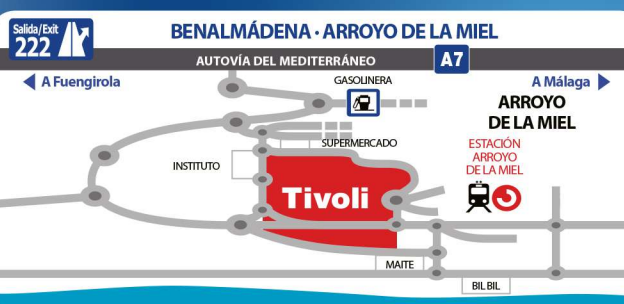 Salida/Exit
222
BENALMÁDENA · ARROYO DE LA MIEL
AUTOVÍA DEL MEDITERRÁNEO
A7
A Fuengirola
GASOLINERA
A Málaga
ARROYO
DE LA MIEL
SUPERMERCADO
ESTACIÓN
ARROYO
DE LA MIEL
INSTITUTO
Tivoli
MAITE
BIL BIL